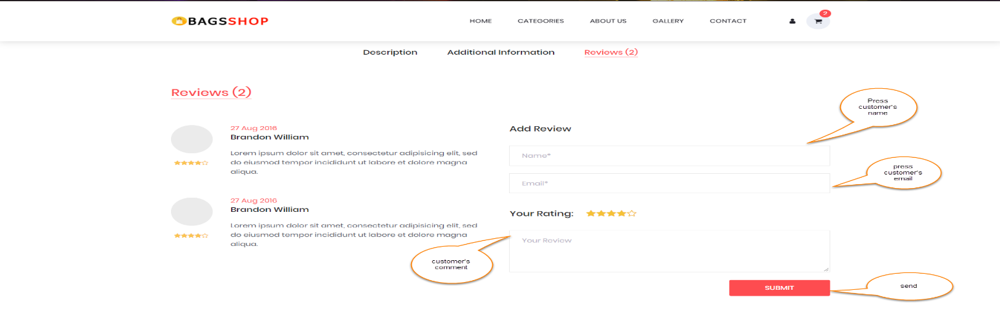 BAGSSHOP
HOME CATEGORIES ABOUT US GALLERY CONTACT 2
Description Additional Information Reviews (2)
Reviews (2)
27 Aug 2016
Brandon William
Lorem ipsum dolor sit amet, consectetur adipisicing elit, sed
do eiusmod tempor incididunt ut labore et dolore magna
aliqua.
27 Aug 2016
Brandon William
Lorem ipsum dolor sit amet, consectetur adipisicing elit, sed
do eiusmod tempor incididunt ut labore et dolore magna
aliqua.
Add Review
Name*
Email*
Your Rating:
Your Review
SUBMIT
Press
customer's
name
press
customer's
email
customer's
comment
send